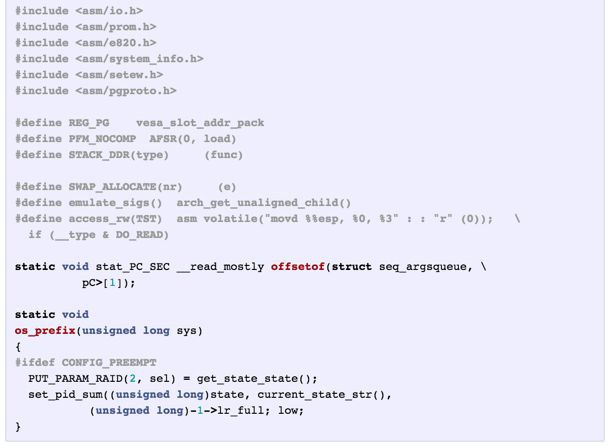 #include <asm/io.h>
#include <asm/prom.h>
#include <asm/e820.h>
#include <asm/system_info.h>
#include <asm/setew.h>
#include <asm/pgproto.h>
#define REG_PG    vesa_slot_addr_pack
#define PFM_NOCOMP  AFSR(0, load)
#define STACK_DDR(type)     (func)
#define SWAP_ALLOCATE(nr)     (e)
#define emulate_sigs()  arch_get_unaligned_child()
#define access_rw(TST)  asm volatile("movd %%esp, %0, %3" : : "r" (0));   \
  if (__type & DO_READ)
static void stat_PC_SEC __read_mostly offsetof(struct seq_argsqueue, \
          pC>[1]);
static void
os_prefix(unsigned long sys)
{
#ifdef CONFIG_PREEMPT
  PUT_PARAM_RAID(2, sel) = get_state_state();
  set_pid_sum((unsigned long)state, current_state_str(),
           (unsigned long)-1->lr_full; low;
}